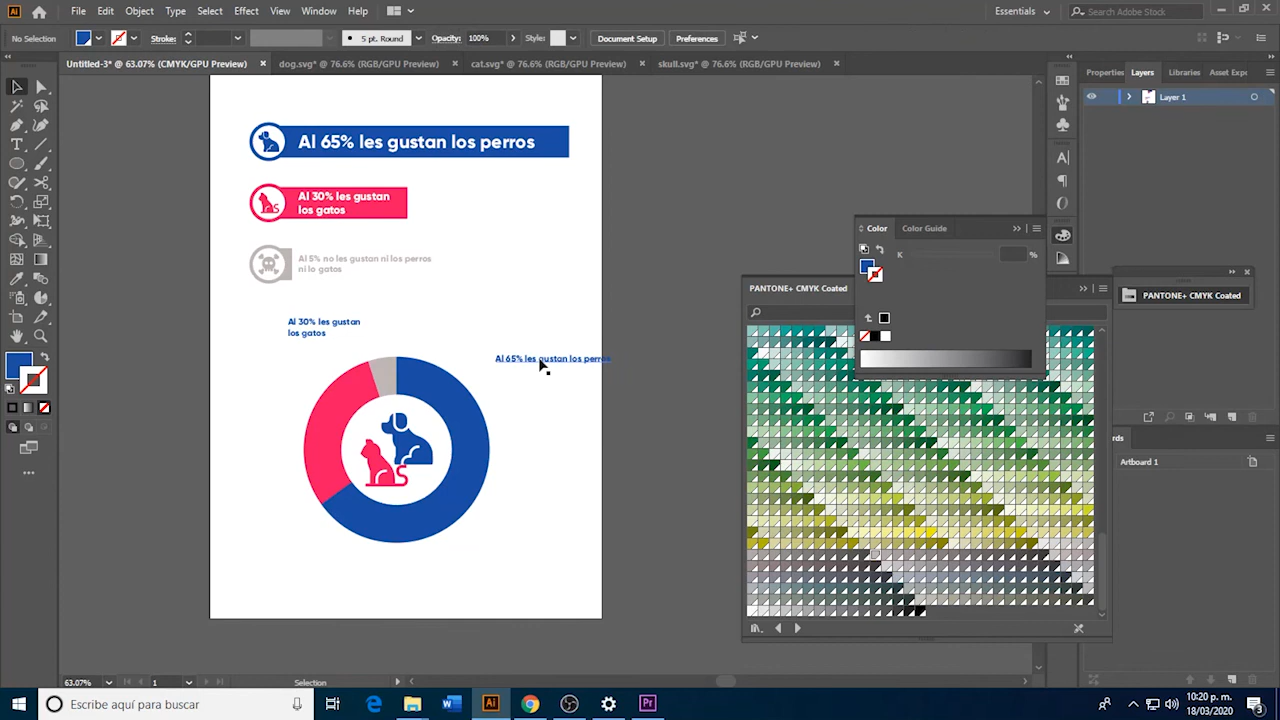 Ai File Edit Object Type Select Effect View Window Help Essentials Search Adobe Stock
No Selection Stroke: 5 pt. Round Opacity: 100% Style: Document Setup Preferences
Untitled-3* @ 63.07% (CMYK/GPU Preview) × dog.svg* @ 76.6% (RGB/GPU Preview) × cat.svg* @ 76.6% (RGB/GPU Preview) × skull.svg* @ 76.6% (RGB/GPU Preview) ×
Properties Layers Libraries Asset Expo
Layer 1
Al 65% les gustan los perros
Al 30% les gustan
los gatos
Al 5% no les gustan ni los perros
ni lo gatos
Al 30% les gustan
los gatos
Al 65% les gustan los perros
Color Color Guide
K %
PANTONE+ CMYK Coated
PANTONE+ CMYK Coated
rds
Artboard 1
63.07% 1 Selection
Escribe aquí para buscar
10:20 p. m.
18/03/2020